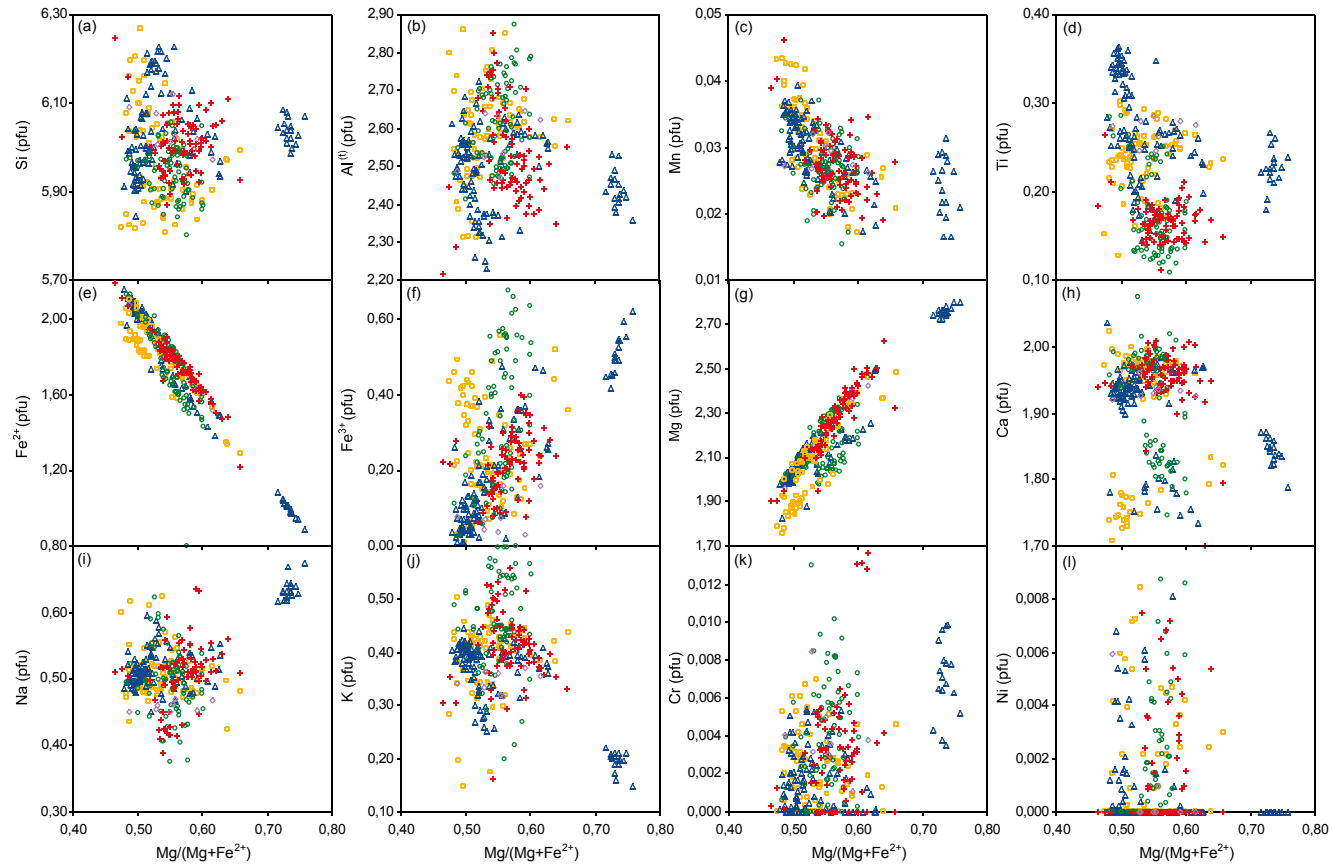 6,30 (a) 2,90 (b) 0,05 (c) 0,40 (d)
6,10 2,80 0,04 0,30
5,90 2,70 0,03 0,20
5,70 2,60 0,02 0,10
2,50 0,01
2,40
2,30
2,20
Si (pfu) Al⁽ᵗ⁾ (pfu) Mn (pfu) Ti (pfu)
(e) (f) (g) (h)
2,00 0,60 2,70 2,00
1,60 0,40 2,50 1,90
1,20 0,20 2,30 1,80
0,80 0,00 2,10 1,70
1,90
1,70
Fe²⁺ (pfu) Fe³⁺ (pfu) Mg (pfu) Ca (pfu)
(i) (j) (k) (l)
0,60 0,50 0,012 0,008
0,50 0,40 0,010 0,006
0,40 0,30 0,008 0,004
0,30 0,20 0,006 0,002
0,10 0,004 0,000
0,002
0,000
Na (pfu) K (pfu) Cr (pfu) Ni (pfu)
0,40 0,50 0,60 0,70 0,80 0,40 0,50 0,60 0,70 0,80 0,40 0,50 0,60 0,70 0,80 0,40 0,50 0,60 0,70 0,80
Mg/(Mg+Fe²⁺) Mg/(Mg+Fe²⁺) Mg/(Mg+Fe²⁺) Mg/(Mg+Fe²⁺)